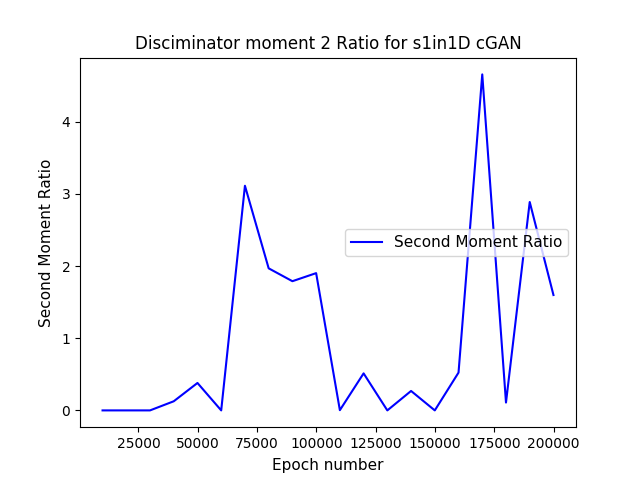 Disciminator moment 2 Ratio for s1in1D cGAN
Second Moment Ratio
4
3
2
1
0
Second Moment Ratio
25000 50000 75000 100000 125000 150000 175000 200000
Epoch number